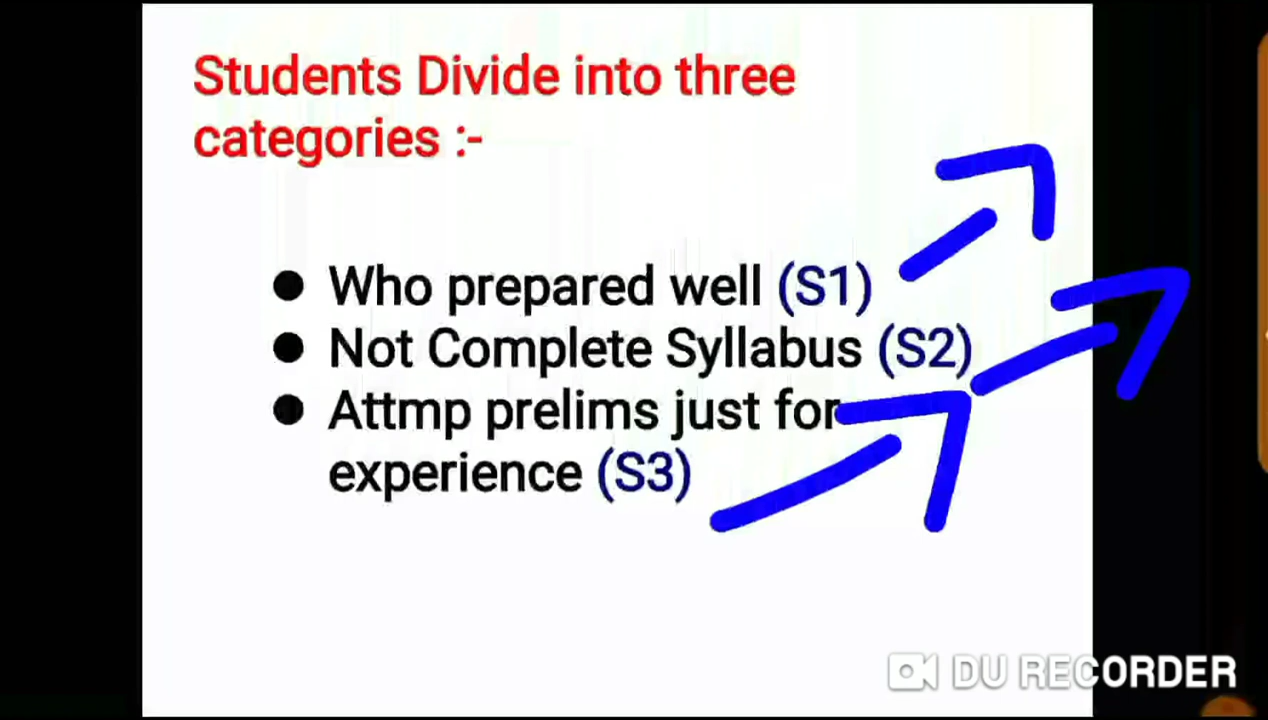 Students Divide into three
categories :-
● Who prepared well (S1)
● Not Complete Syllabus (S2)
● Attmp prelims just for
experience (S3)
DU RECORDER